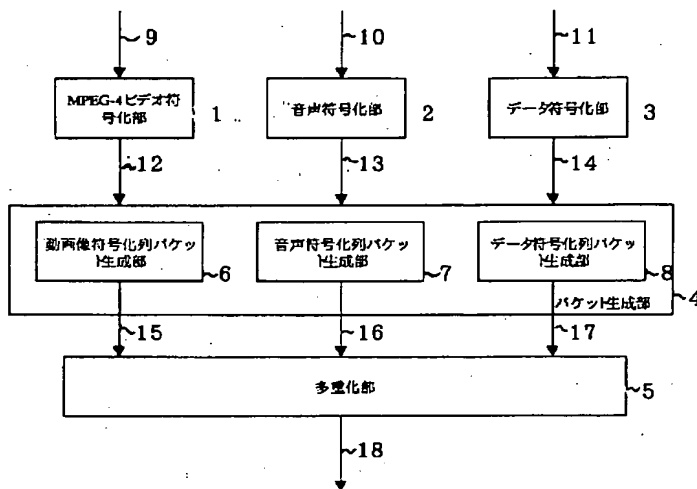 9
10
11
MPEG-4ビデオ符
号化部
1
音声符号化部
2
データ符号化部
3
12
13
14
動画像符号化列パケッ
ト生成部
6
音声符号化列パケッ
ト生成部
7
データ符号化列パケッ
ト生成部
8
パケット生成部
4
15
16
17
多重化部
5
18